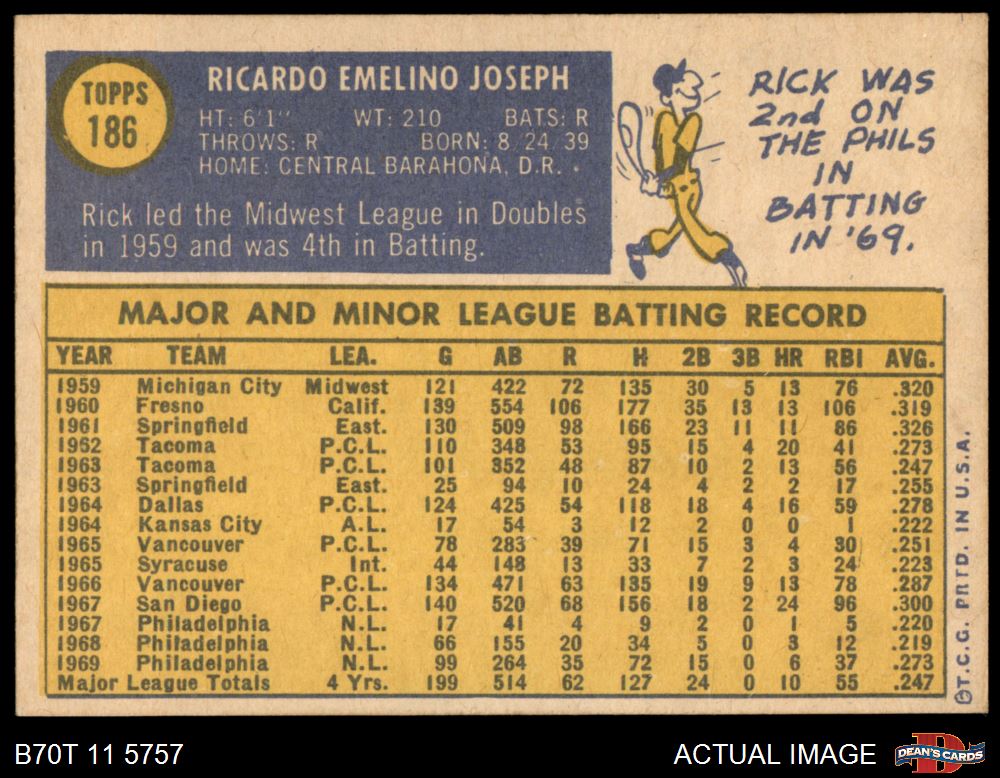 TOPPS
186
RICARDO EMELINO JOSEPH
HT: 6'1" WT: 210 BATS: R
THROWS: R BORN: 8 24 39
HOME: CENTRAL BARAHONA, D.R.
Rick led the Midwest League in Doubles
in 1959 and was 4th in Batting.
RICK WAS
2nd ON
THE PHILS
IN
BATTING
IN '69.
MAJOR AND MINOR LEAGUE BATTING RECORD
YEAR TEAM LEA. G AB R H 2B 3B HR RBI AVG.
1959 Michigan City Midwest 121 422 72 135 30 5 13 76 .320
1960 Fresno Calif. 139 554 106 177 35 13 13 106 .319
1961 Springfield East. 130 509 98 166 23 11 11 86 .326
1962 Tacoma P.C.L. 110 348 53 95 15 4 20 41 .273
1963 Tacoma P.C.L. 101 352 48 87 10 2 13 56 .247
1963 Springfield East. 25 94 10 24 4 2 2 17 .255
1964 Dallas P.C.L. 124 425 54 118 18 4 16 59 .278
1964 Kansas City A.L. 17 54 3 12 2 0 0 1 .222
1965 Vancouver P.C.L. 78 283 39 71 15 3 4 30 .251
1965 Syracuse Int. 44 148 13 33 7 2 3 24 .223
1966 Vancouver P.C.L. 134 471 63 135 19 9 13 78 .287
1967 San Diego P.C.L. 140 520 68 156 18 2 24 96 .300
1967 Philadelphia N.L. 17 41 4 9 2 0 1 5 .220
1968 Philadelphia N.L. 66 155 20 34 5 0 3 12 .219
1969 Philadelphia N.L. 99 264 35 72 15 0 6 37 .273
Major League Totals 4 Yrs. 199 514 62 127 24 0 10 55 .247
©T.C.G. PRTD. IN U.S.A.
B70T 11 5757
ACTUAL IMAGE
DEAN'S CARDS